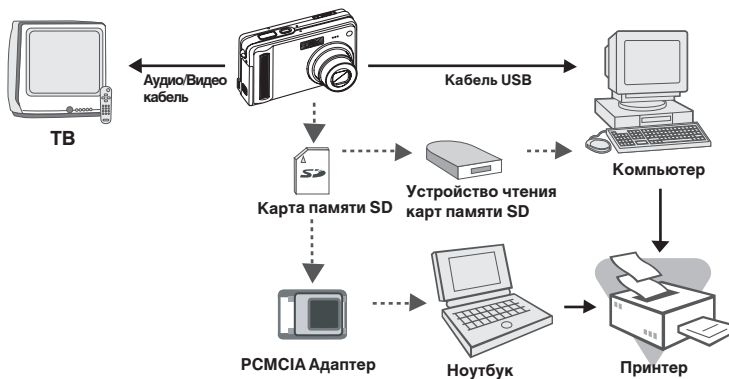 Аудио/Видео
кабель
Кабель USB
ТВ
SD
Компьютер
Карта памяти SD
Устройство чтения
карт памяти SD
PCMCIA Адаптер
Ноутбук
Принтер